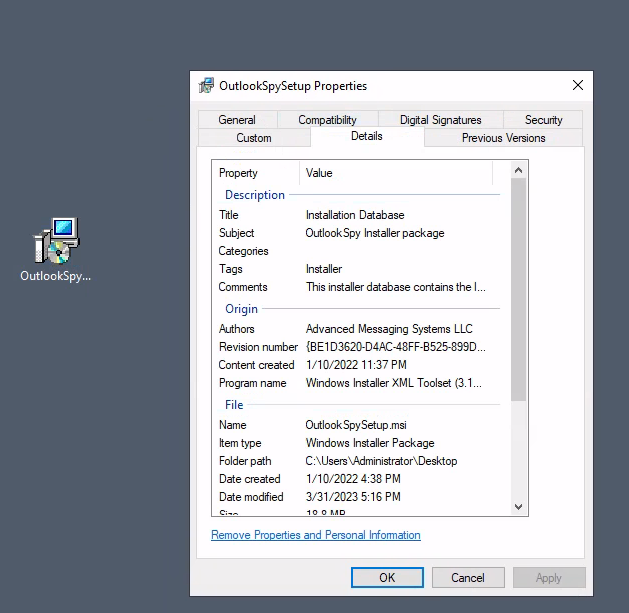 OutlookSpySetup Properties
General Compatibility Digital Signatures Security
Custom Details Previous Versions
Property Value
Description
Title Installation Database
Subject OutlookSpy Installer package
Categories
Tags Installer
Comments This installer database contains the l...
Origin
Authors Advanced Messaging Systems LLC
Revision number {BE1D3620-D4AC-48FF-B525-899D...
Content created 1/10/2022 11:37 PM
Program name Windows Installer XML Toolset (3.1...
File
Name OutlookSpySetup.msi
Item type Windows Installer Package
Folder path C:\Users\Administrator\Desktop
Date created 1/10/2022 4:38 PM
Date modified 3/31/2023 5:16 PM
Size 18.8 MB
Remove Properties and Personal Information
OK Cancel Apply
OutlookSpy...